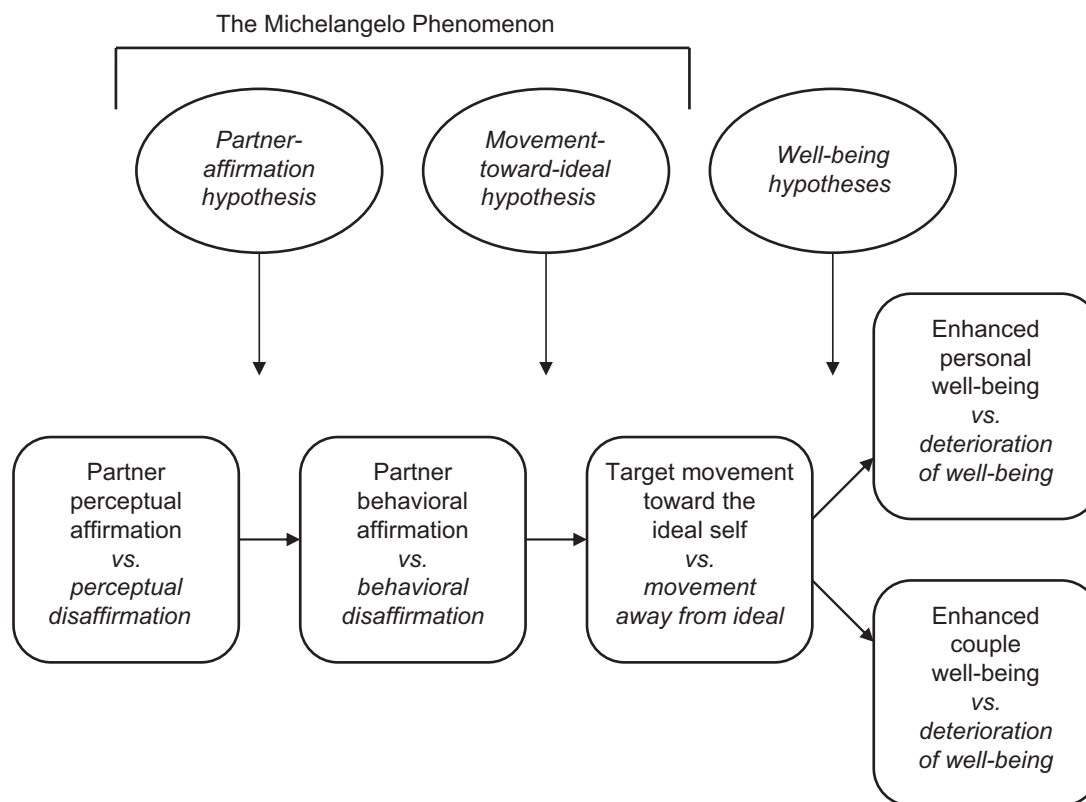 The Michelangelo Phenomenon
Partner-
affirmation
hypothesis
Movement-
toward-ideal
hypothesis
Well-being
hypotheses
Partner
perceptual
affirmation
vs.
perceptual
disaffirmation
Partner
behavioral
affirmation
vs.
behavioral
disaffirmation
Target movement
toward the
ideal self
vs.
movement
away from ideal
Enhanced
personal
well-being
vs.
deterioration
of well-being
Enhanced
couple
well-being
vs.
deterioration
of well-being